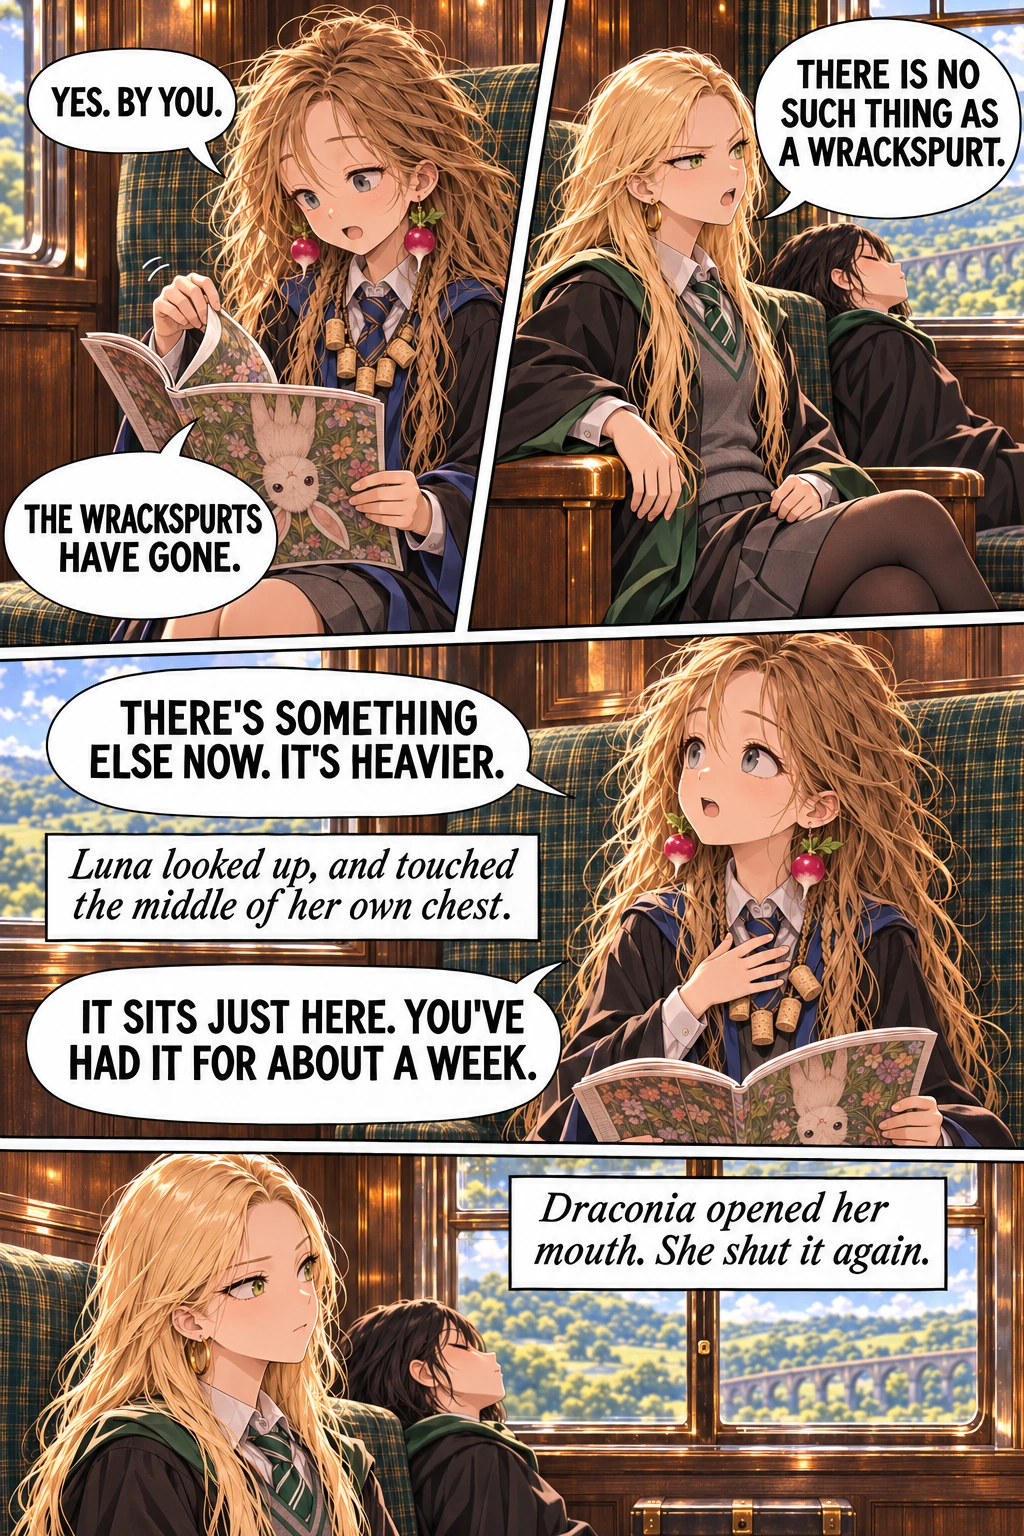 YES. BY YOU.
THE WRACKSPURTS
HAVE GONE.
THERE IS NO
SUCH THING AS
A WRACKSPURT.
THERE'S SOMETHING
ELSE NOW. IT'S HEAVIER.
Luna looked up, and touched
the middle of her own chest.
IT SITS JUST HERE. YOU'VE
HAD IT FOR ABOUT A WEEK.
Draconia opened her
mouth. She shut it again.